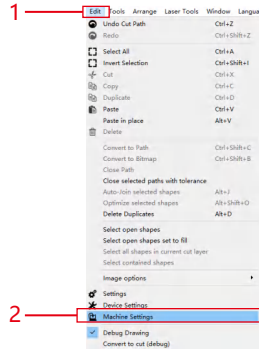 1
Edit Tools Arrange Laser Tools Window Langua
Undo Cut Path Ctrl+Z
Redo Ctrl+Shift+Z
Select All Ctrl+A
Invert Selection Ctrl+Shift+I
Cut Ctrl+X
Copy Ctrl+C
Duplicate Ctrl+D
Paste Ctrl+V
Paste in place Alt+V
Delete
Convert to Path Ctrl+Shift+C
Convert to Bitmap Ctrl+Shift+B
Close Path
Close selected paths with tolerance
Auto-Join selected shapes Alt+J
Optimize selected shapes Alt+Shift+O
Delete Duplicates Alt+D
Select open shapes
Select open shapes set to fill
Select all shapes in current cut layer
Select contained shapes
Image options
Settings
Device Settings
2 Machine Settings
Debug Drawing
Convert to cut (debug)